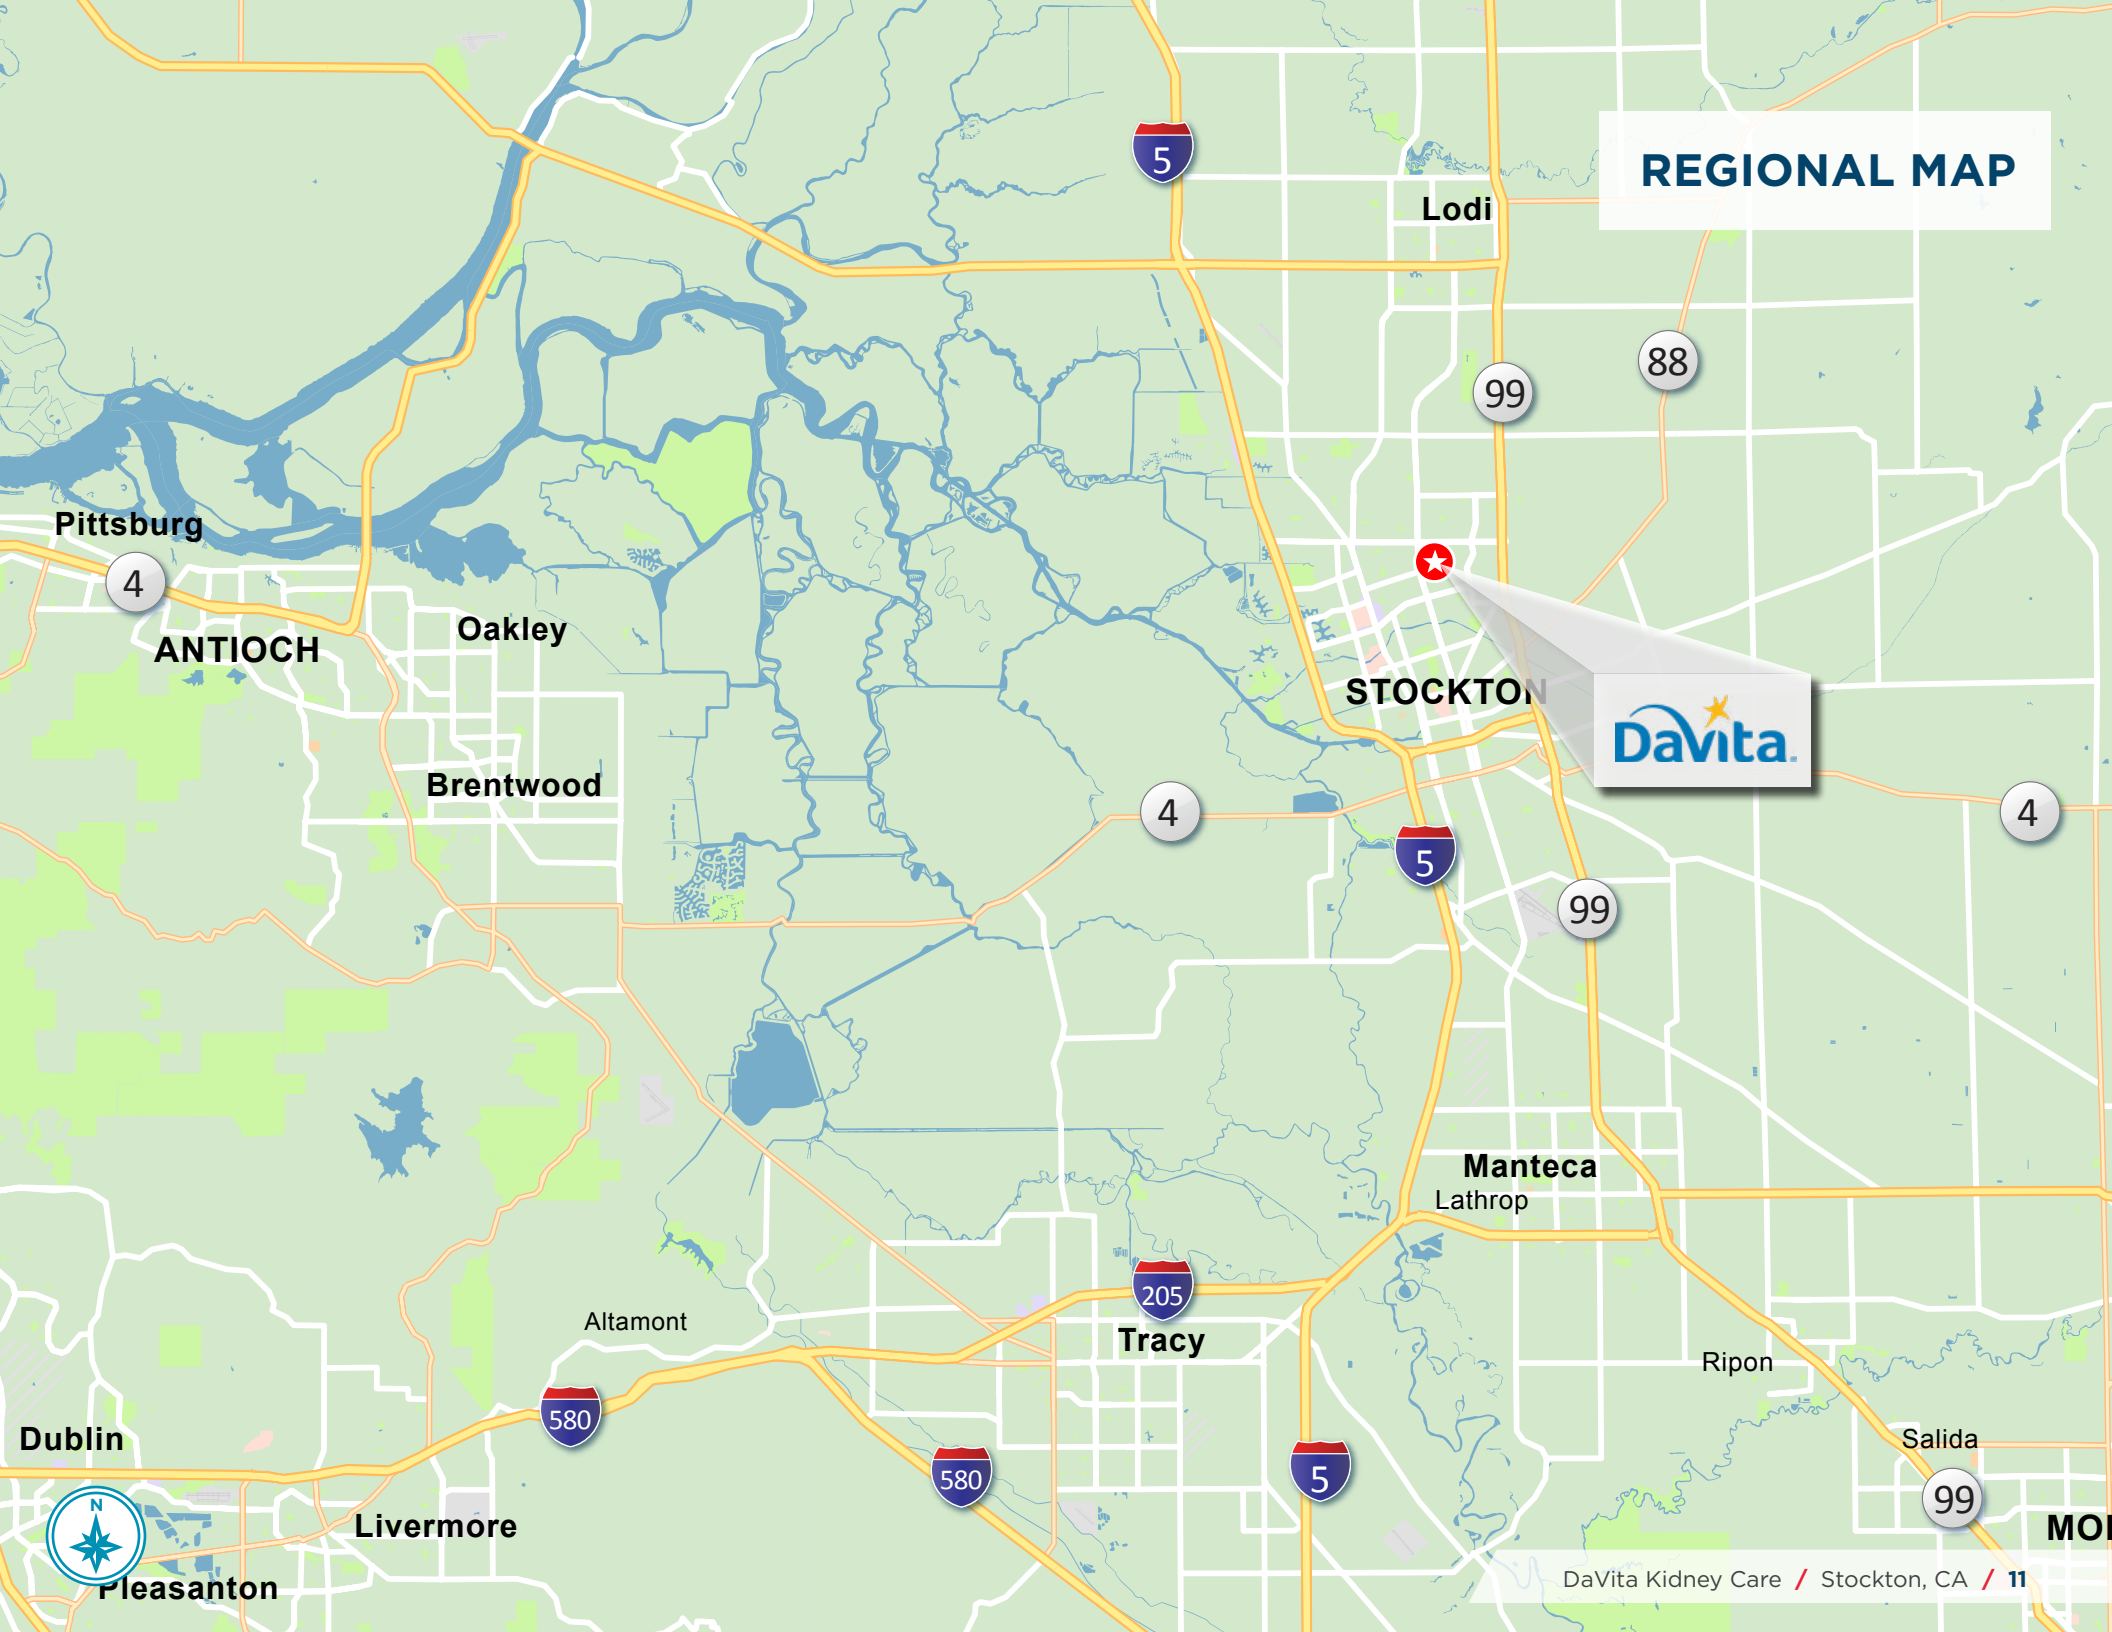 5
REGIONAL MAP
Lodi
88
99
Pittsburg
4
Oakley
ANTIOCH
STOCKTON
DaVita.
Brentwood
4
4
5
99
Manteca
Lathrop
205
Altamont
Tracy
Ripon
580
Dublin
Salida
580
5
99
N
Livermore
MO
Pleasanton
DaVita Kidney Care / Stockton, CA / 11